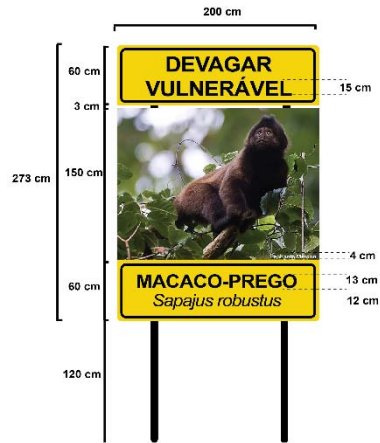 200 cm
60 cm
DEVAGAR
VULNERÁVEL
15 cm
3 cm
273 cm
150 cm
4 cm
60 cm
MACACO-PREGO
13 cm
Sapajus robustus
12 cm
120 cm